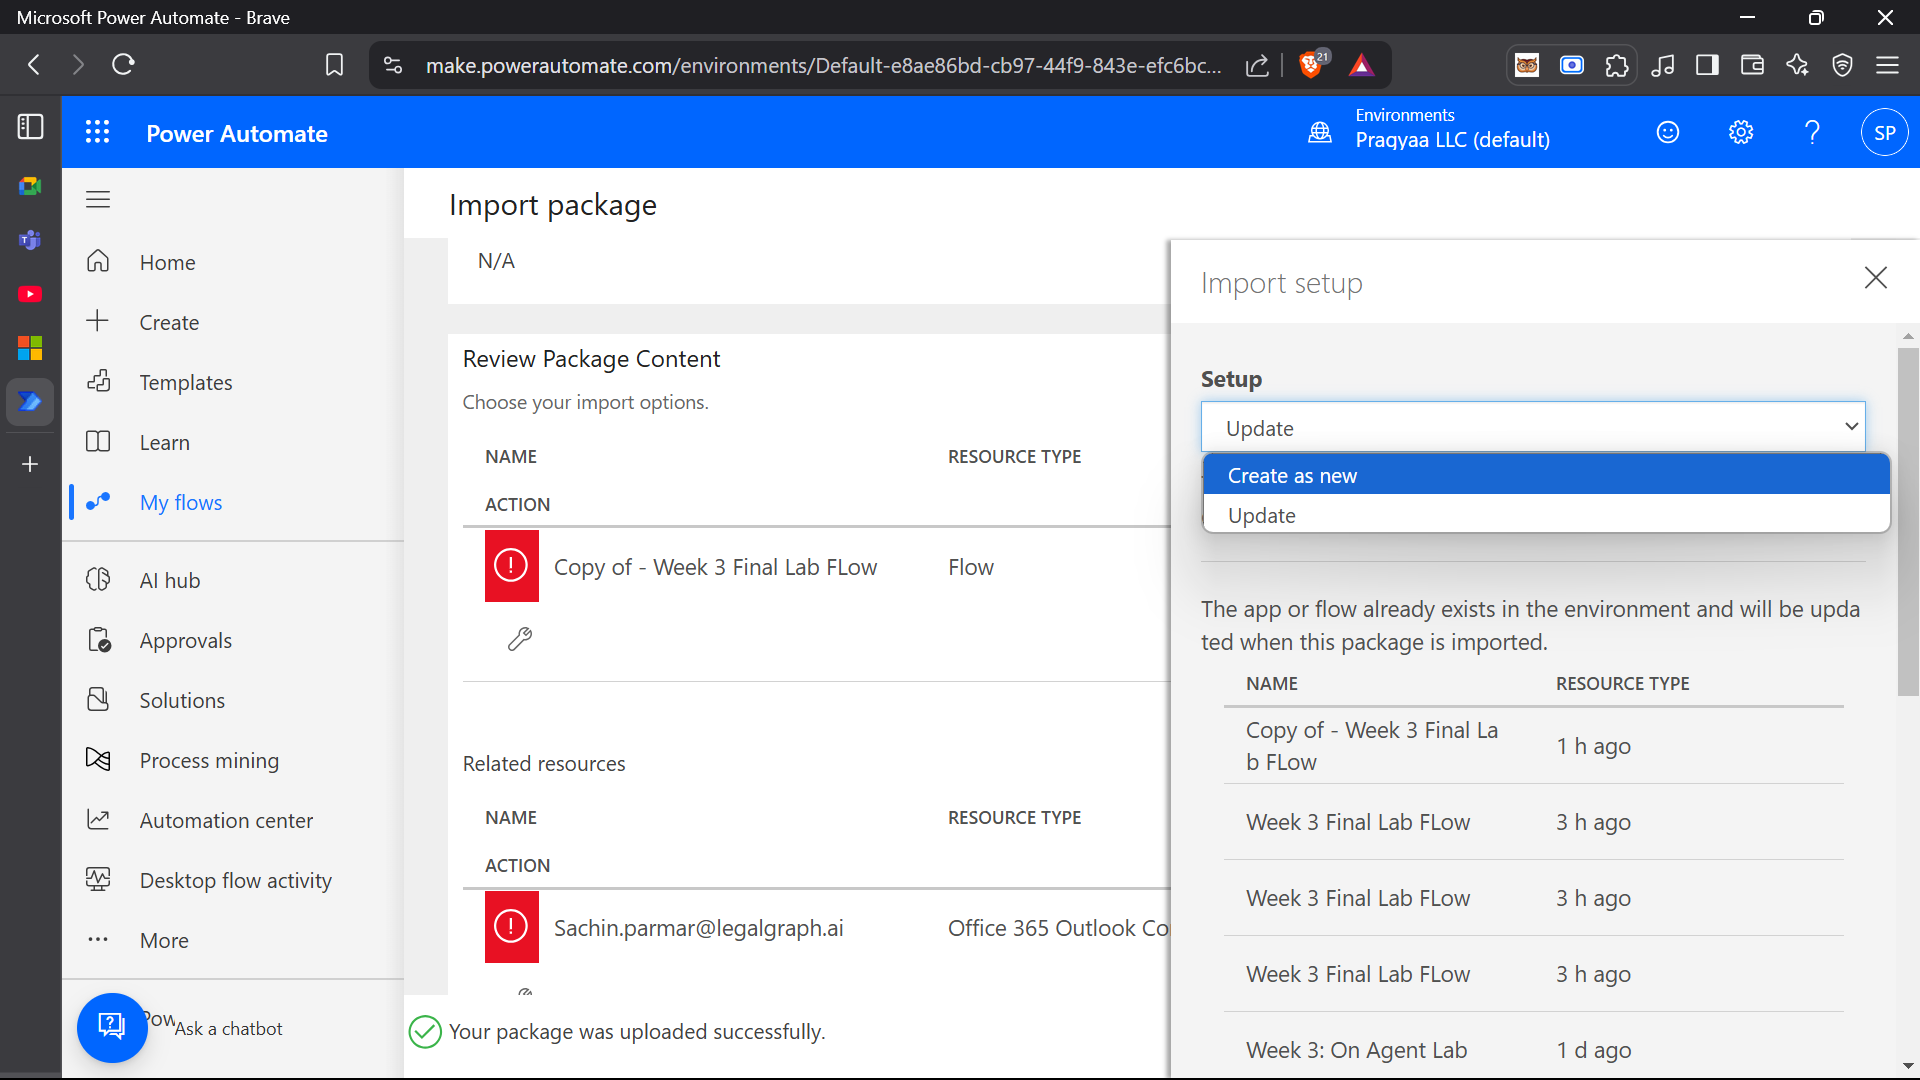 Microsoft Power Automate - Brave
make.powerautomate.com/environments/Default-e8ae86bd-cb97-44f9-843e-efc6bc...
21
Power Automate
Environments
Pragyaa LLC (default)
SP
Home
Create
Templates
Learn
My flows
AI hub
Approvals
Solutions
Process mining
Automation center
Desktop flow activity
More
Pow
Ask a chatbot
Import package
N/A
Review Package Content
Choose your import options.
NAME
RESOURCE TYPE
ACTION
Copy of - Week 3 Final Lab FLow
Flow
Related resources
NAME
RESOURCE TYPE
ACTION
Sachin.parmar@legalgraph.ai
Office 365 Outlook Co
Your package was uploaded successfully.
Import setup
Setup
Update
Create as new
Update
The app or flow already exists in the environment and will be upda
ted when this package is imported.
NAME
RESOURCE TYPE
Copy of - Week 3 Final La
b FLow
1 h ago
Week 3 Final Lab FLow
3 h ago
Week 3 Final Lab FLow
3 h ago
Week 3 Final Lab FLow
3 h ago
Week 3: On Agent Lab
1 d ago